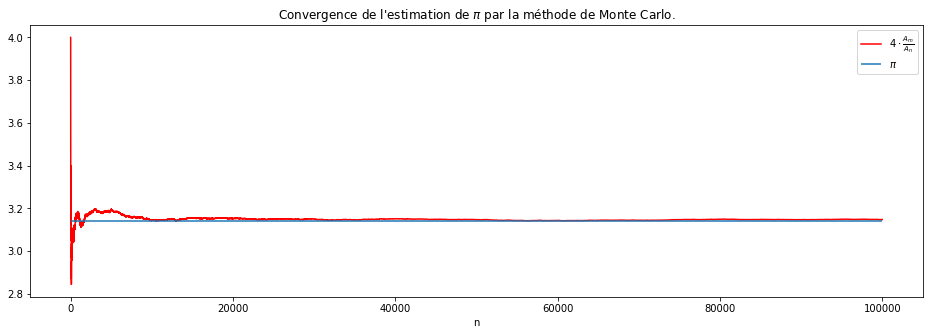 Convergence de l'estimation de π par la méthode de Monte Carlo.
4.0
3.8
3.6
3.4
3.2
3.0
2.8
4 · Am/An
π
0 20000 40000 60000 80000 100000
n